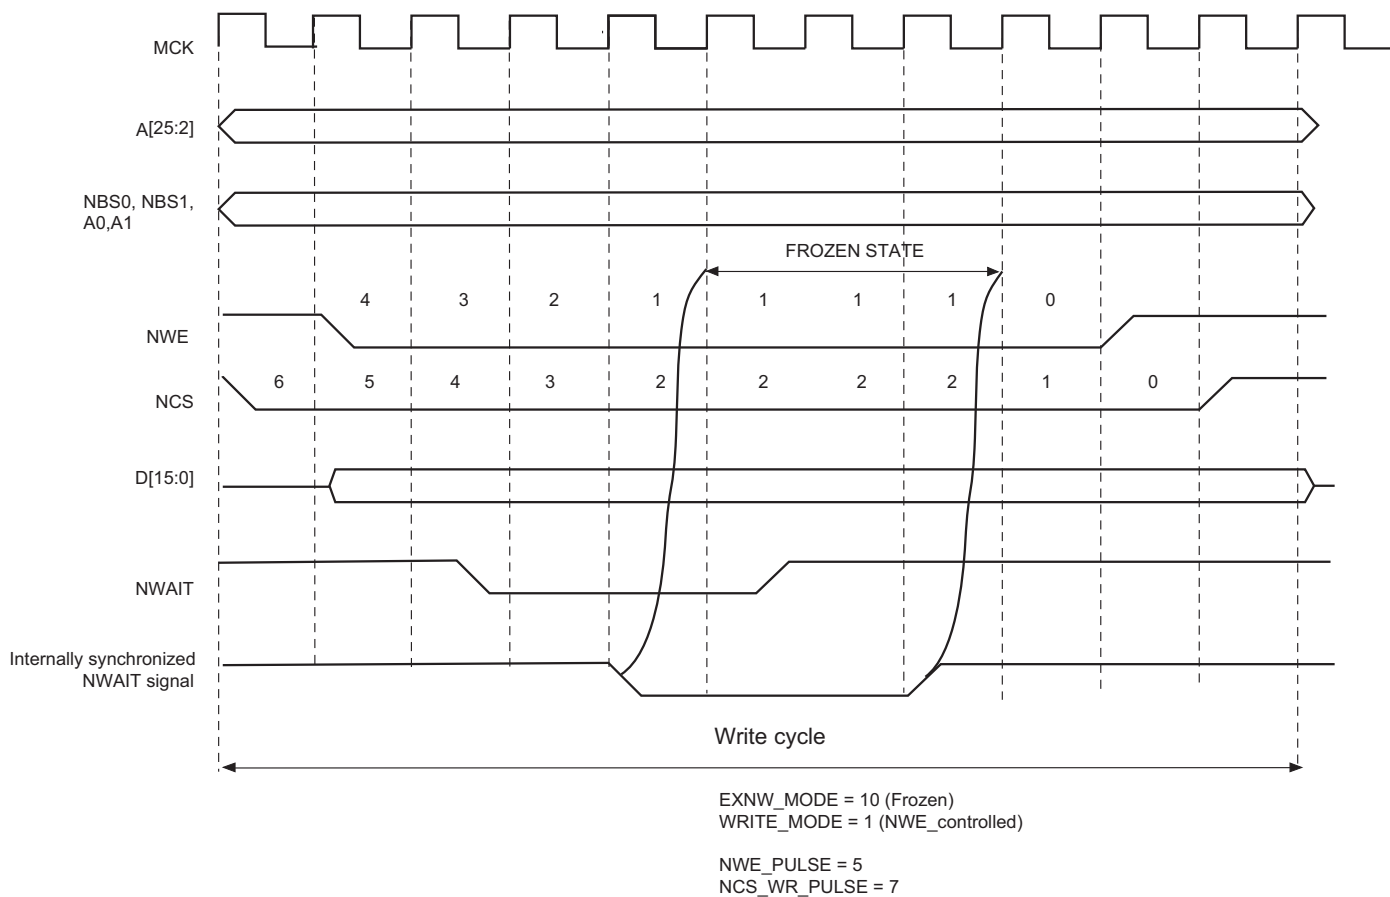 MCK
A[25:2]
NBS0, NBS1,
A0,A1
FROZEN STATE
4 3 2 1 1 1 1 0
NWE
6 5 4 3 2 2 2 2 1 0
NCS
D[15:0]
NWAIT
Internally synchronized
NWAIT signal
Write cycle
EXNW_MODE = 10 (Frozen)
WRITE_MODE = 1 (NWE_controlled)
NWE_PULSE = 5
NCS_WR_PULSE = 7